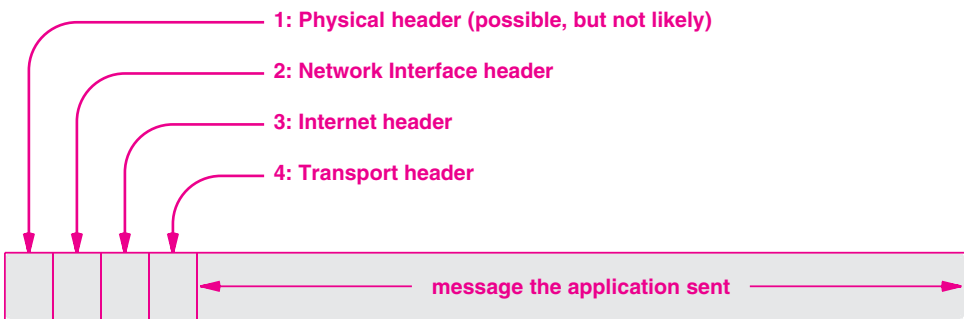 1: Physical header (possible, but not likely)
2: Network Interface header
3: Internet header
4: Transport header
message the application sent